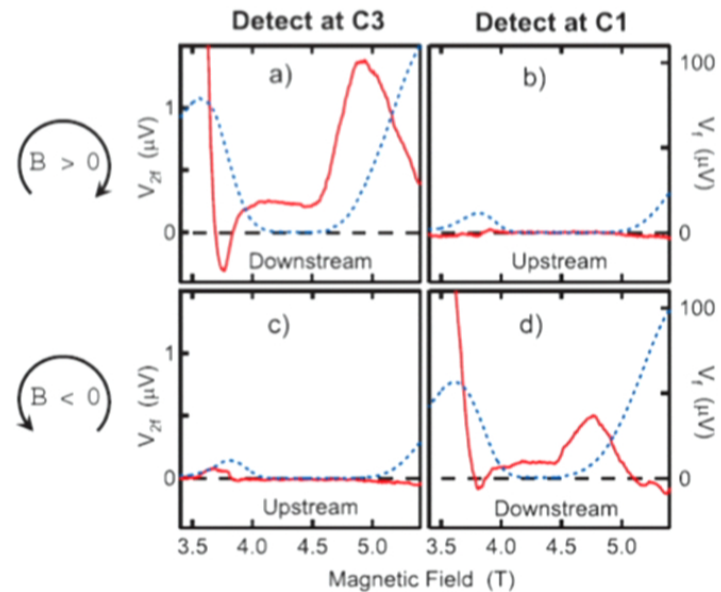 Detect at C3
Detect at C1
a)
b)
B > 0
1
0
V2f (μV)
Downstream
Upstream
100
0
Vf (μV)
c)
d)
B < 0
1
0
V2f (μV)
Upstream
Downstream
100
0
Vf (μV)
3.5 4.0 4.5 5.0
3.5 4.0 4.5 5.0
Magnetic Field (T)